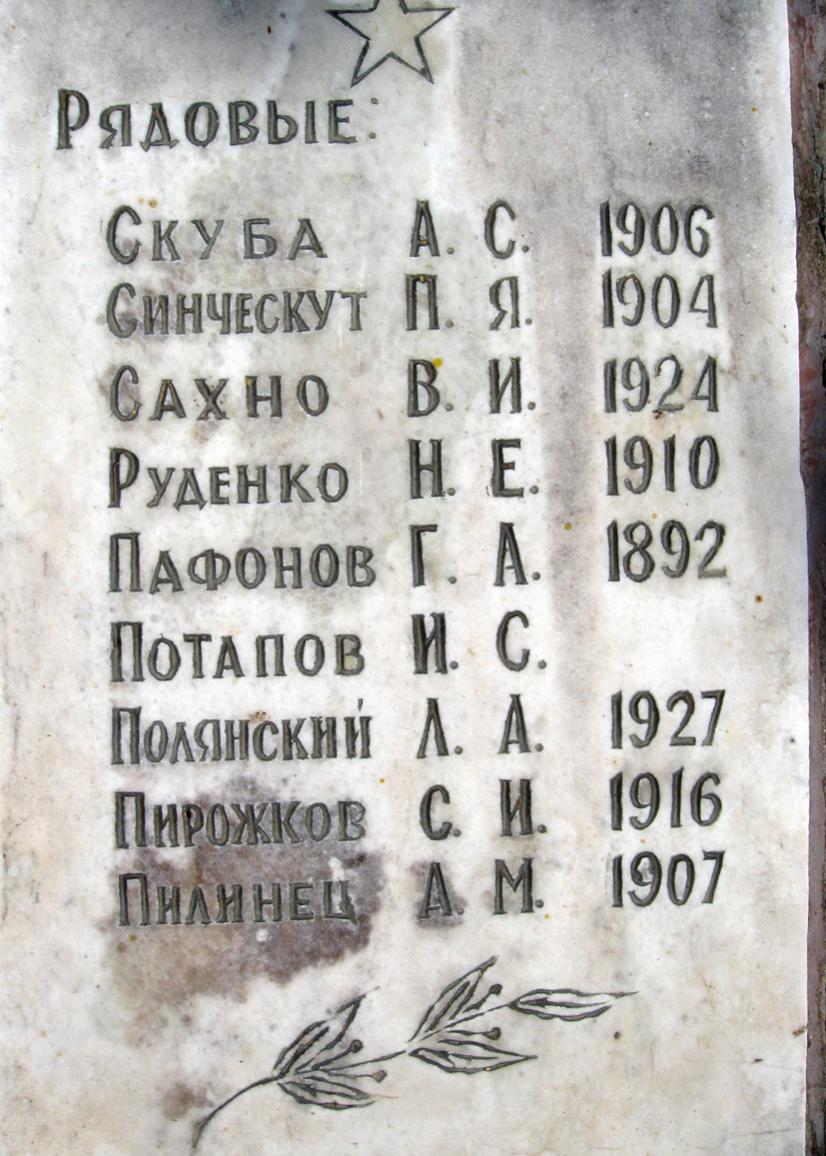 Рядовые:
Скуба А. С. 1906
Синческут П. Я. 1904
Сахно В. И. 1924
Руденко Н. Е. 1910
Пафонов Г. А. 1892
Потапов И. С.
Полянский Л. А. 1927
Пирожков С. И. 1916
Пилинец А. М. 1907